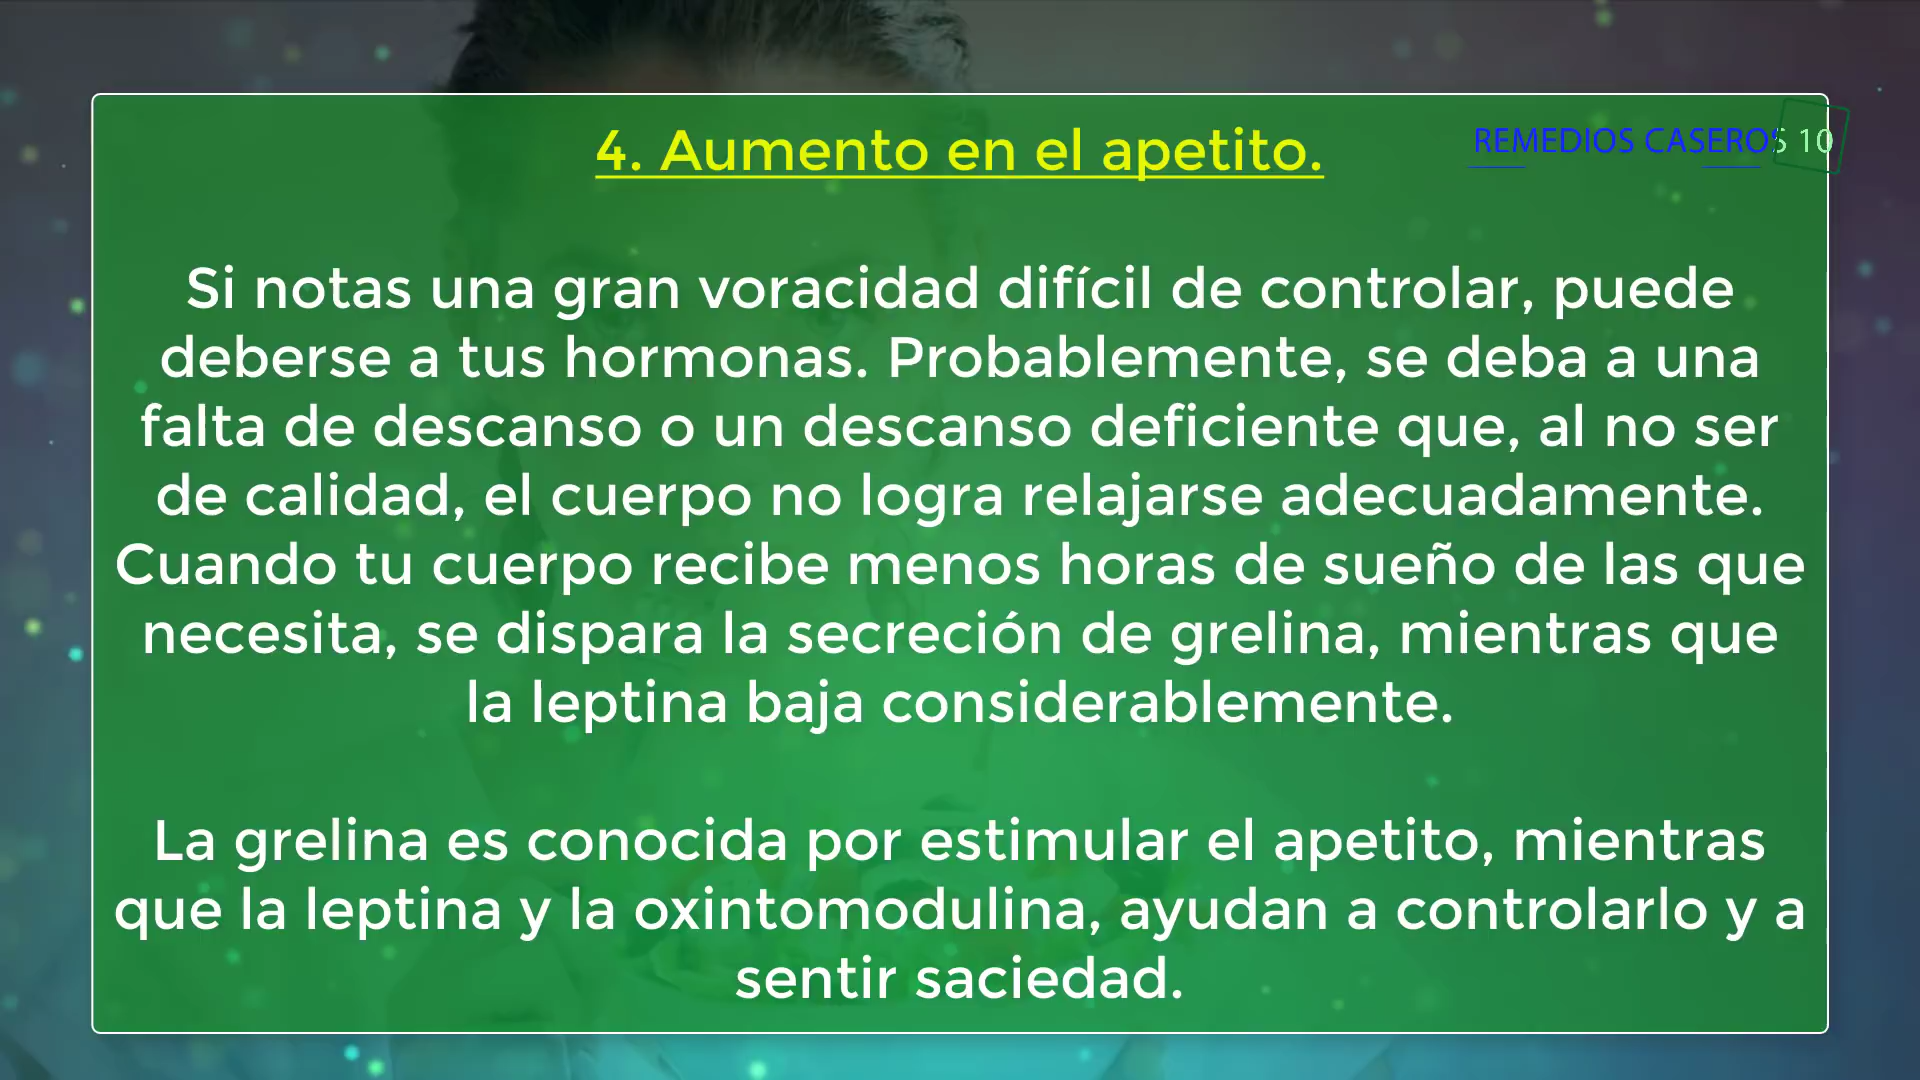 4. Aumento en el apetito.
REMEDIOS CASEROS 10
Si notas una gran voracidad difícil de controlar, puede
deberse a tus hormonas. Probablemente, se deba a una
falta de descanso o un descanso deficiente que, al no ser
de calidad, el cuerpo no logra relajarse adecuadamente.
Cuando tu cuerpo recibe menos horas de sueño de las que
necesita, se dispara la secreción de grelina, mientras que
la leptina baja considerablemente.
La grelina es conocida por estimular el apetito, mientras
que la leptina y la oxintomodulina, ayudan a controlarlo y a
sentir saciedad.